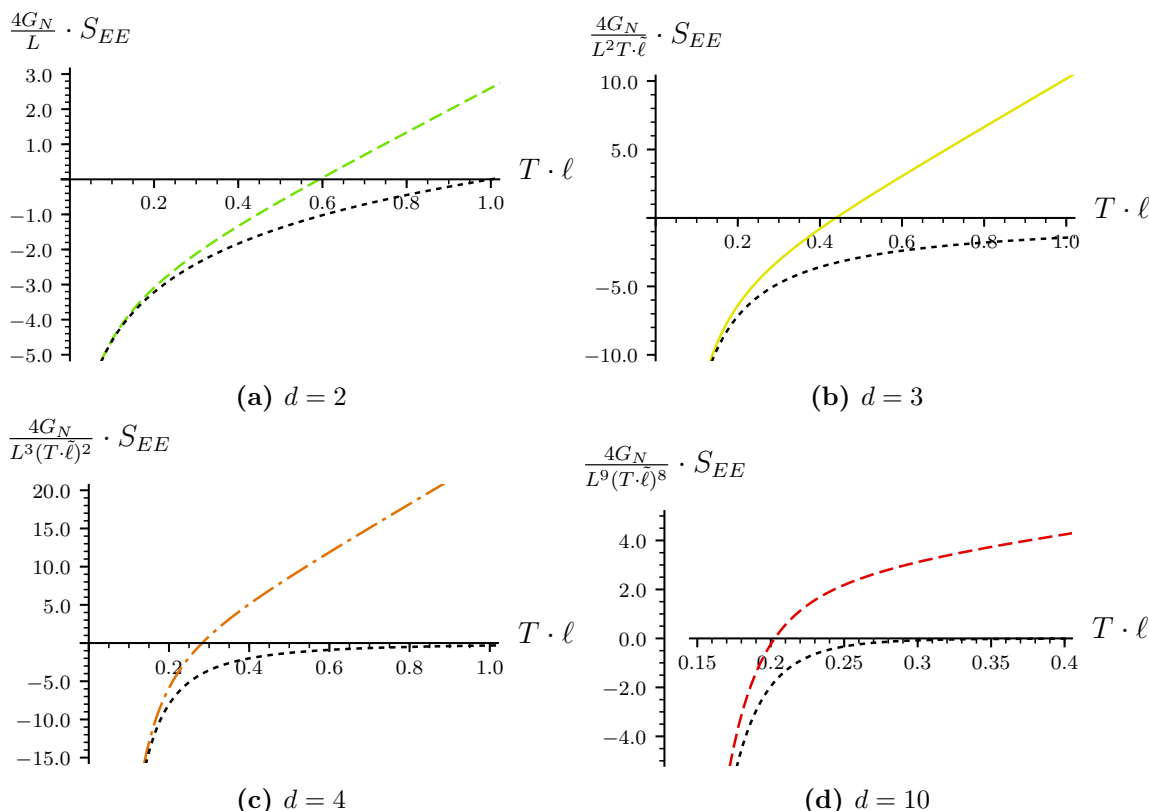 4G_N/L · S_EE
3.0
2.0
1.0
−1.0
−2.0
−3.0
−4.0
−5.0
0.2 0.4 0.6 0.8 1.0
T · ℓ
(a) d = 2
4G_N/L²T·ℓ̃ · S_EE
10.0
5.0
−5.0
−10.0
0.2 0.4 0.6 0.8 1.0
T · ℓ
(b) d = 3
4G_N/L³(T·ℓ̃)² · S_EE
20.0
15.0
10.0
5.0
−5.0
−10.0
−15.0
0.2 0.4 0.6 0.8 1.0
T · ℓ
(c) d = 4
4G_N/L⁹(T·ℓ̃)⁸ · S_EE
4.0
2.0
0.0
−2.0
−4.0
0.15 0.2 0.25 0.3 0.35 0.4
T · ℓ
(d) d = 10